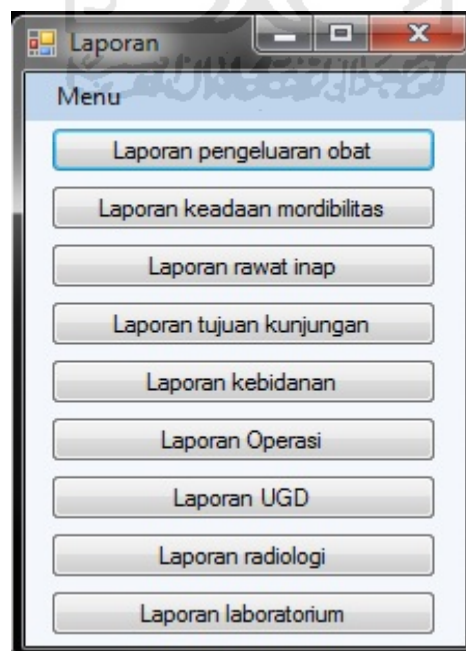 Laporan
Menu
Laporan pengeluaran obat
Laporan keadaan mordibilitas
Laporan rawat inap
Laporan tujuan kunjungan
Laporan kebidanan
Laporan Operasi
Laporan UGD
Laporan radiologi
Laporan laboratorium